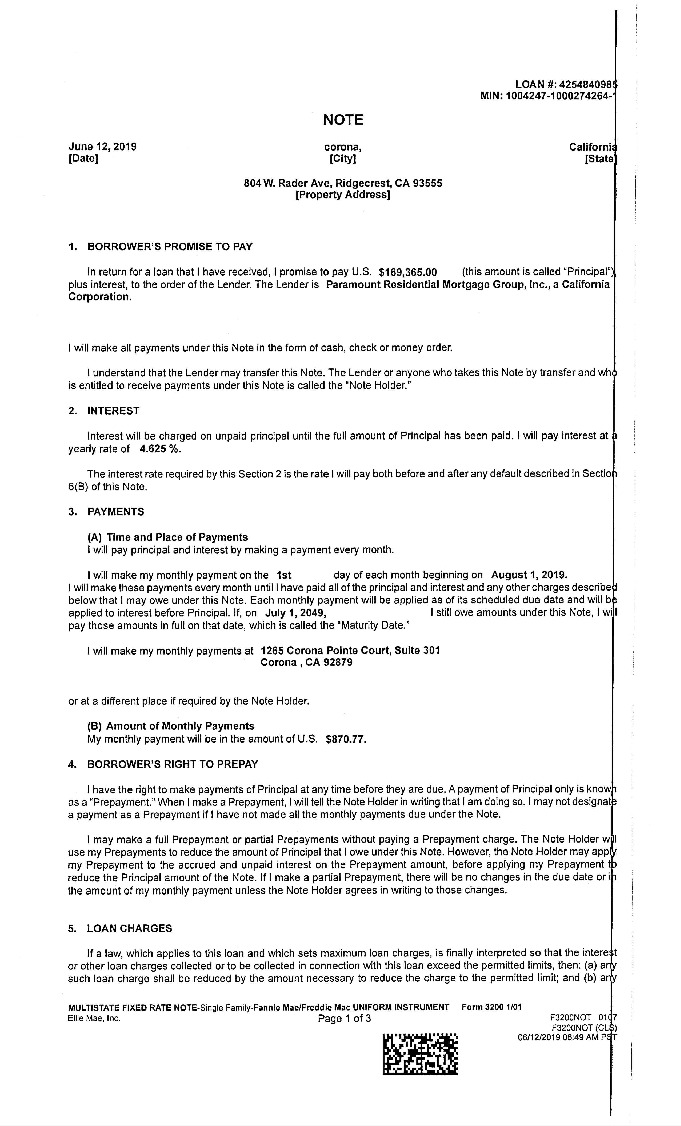 LOAN #: 425484098
MIN: 1004247-1000274264-
NOTE
June 12, 2019 corona, California
[Date] [City] [State]
804 W. Rader Ave, Ridgecrest, CA 93555
[Property Address]
1. BORROWER'S PROMISE TO PAY
In return for a loan that I have received, I promise to pay U.S. $169,365.00 (this amount is called "Principal"),
plus interest, to the order of the Lender. The Lender is Paramount Residential Mortgage Group, Inc., a California
Corporation.
I will make all payments under this Note in the form of cash, check or money order.
I understand that the Lender may transfer this Note. The Lender or anyone who takes this Note by transfer and who
is entitled to receive payments under this Note is called the "Note Holder."
2. INTEREST
Interest will be charged on unpaid principal until the full amount of Principal has been paid. I will pay interest at a
yearly rate of 4.625 %.
The interest rate required by this Section 2 is the rate I will pay both before and after any default described in Section
6(B) of this Note.
3. PAYMENTS
(A) Time and Place of Payments
I will pay principal and interest by making a payment every month.
I will make my monthly payment on the 1st day of each month beginning on August 1, 2019.
I will make these payments every month until I have paid all of the principal and interest and any other charges described
below that I may owe under this Note. Each monthly payment will be applied as of its scheduled due date and will be
applied to interest before Principal. If, on July 1, 2049, I still owe amounts under this Note, I will
pay those amounts in full on that date, which is called the "Maturity Date."
I will make my monthly payments at 1265 Corona Pointe Court, Suite 301
Corona , CA 92879
or at a different place if required by the Note Holder.
(B) Amount of Monthly Payments
My monthly payment will be in the amount of U.S. $870.77.
4. BORROWER'S RIGHT TO PREPAY
I have the right to make payments of Principal at any time before they are due. A payment of Principal only is known
as a "Prepayment." When I make a Prepayment, I will tell the Note Holder in writing that I am doing so. I may not designate
a payment as a Prepayment if I have not made all the monthly payments due under the Note.
I may make a full Prepayment or partial Prepayments without paying a Prepayment charge. The Note Holder will
use my Prepayments to reduce the amount of Principal that I owe under this Note. However, the Note Holder may apply
my Prepayment to the accrued and unpaid interest on the Prepayment amount, before applying my Prepayment to
reduce the Principal amount of the Note. If I make a partial Prepayment, there will be no changes in the due date or in
the amount of my monthly payment unless the Note Holder agrees in writing to those changes.
5. LOAN CHARGES
If a law, which applies to this loan and which sets maximum loan charges, is finally interpreted so that the interest
or other loan charges collected or to be collected in connection with this loan exceed the permitted limits, then: (a) any
such loan charge shall be reduced by the amount necessary to reduce the charge to the permitted limit; and (b) any
MULTISTATE FIXED RATE NOTE-Single Family-Fannie Mae/Freddie Mac UNIFORM INSTRUMENT Form 3200 1/01
Ellie Mae, Inc. Page 1 of 3 F3200NOT 0107
F3200NOT (CLS)
06/12/2019 06:49 AM PST